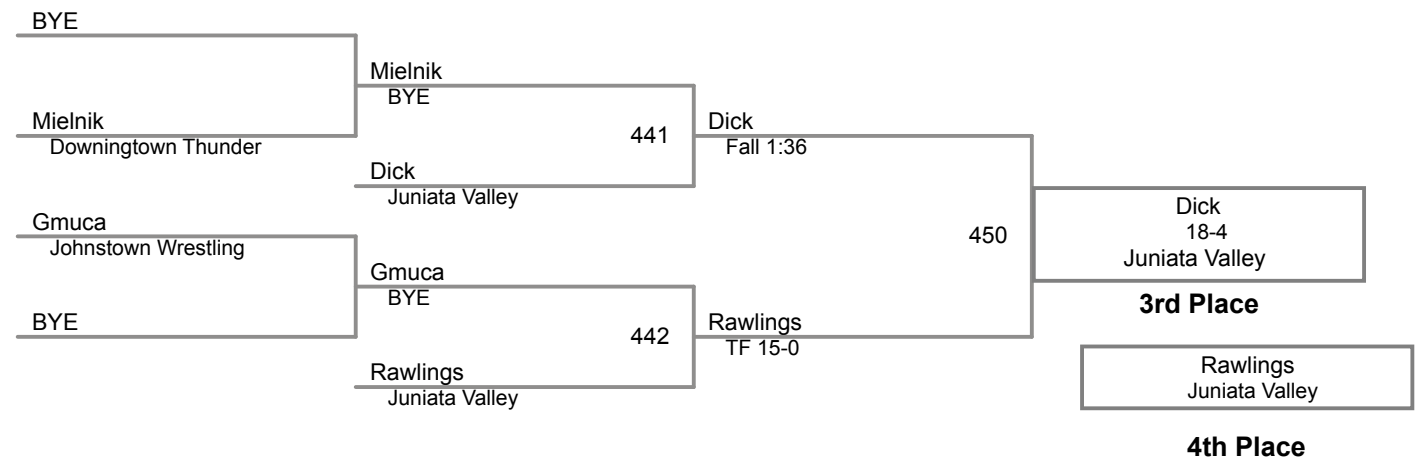 BYE
Mielnik
BYE
Mielnik
Downingtown Thunder
441
Dick
Fall 1:36
Dick
Juniata Valley
Gmuca
Johnstown Wrestling
Gmuca
BYE
450
Dick
18-4
Juniata Valley
3rd Place
BYE
442
Rawlings
TF 15-0
Rawlings
Juniata Valley
Rawlings
Juniata Valley
4th Place